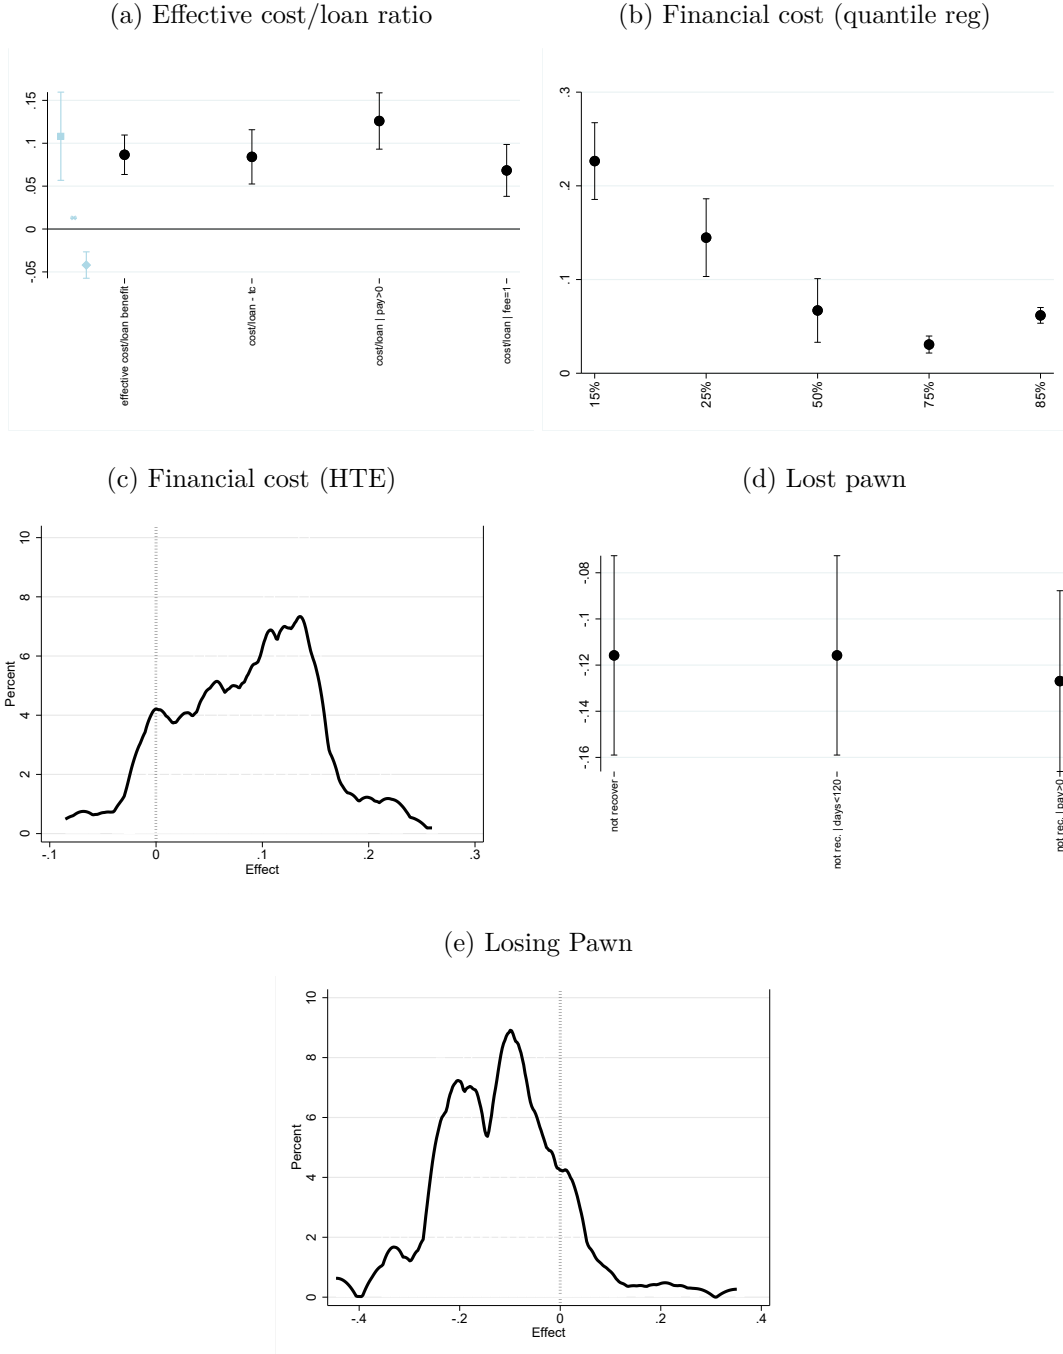 (a) Effective cost/loan ratio
.15
.1
.05
0
-.05
effective cost/loan benefit
cost/loan - tc
cost/loan | pay>0
cost/loan | fee=1
(b) Financial cost (quantile reg)
.3
.2
.1
0
15%
25%
50%
75%
85%
(c) Financial cost (HTE)
Percent
10
8
6
4
2
0
-.1
0
.1
.2
.3
Effect
(d) Lost pawn
-.08
-.1
-.12
-.14
-.16
not recover
not rec. | days<120
not rec. | pay>0
(e) Losing Pawn
Percent
10
8
6
4
2
0
-.4
-.2
0
.2
.4
Effect